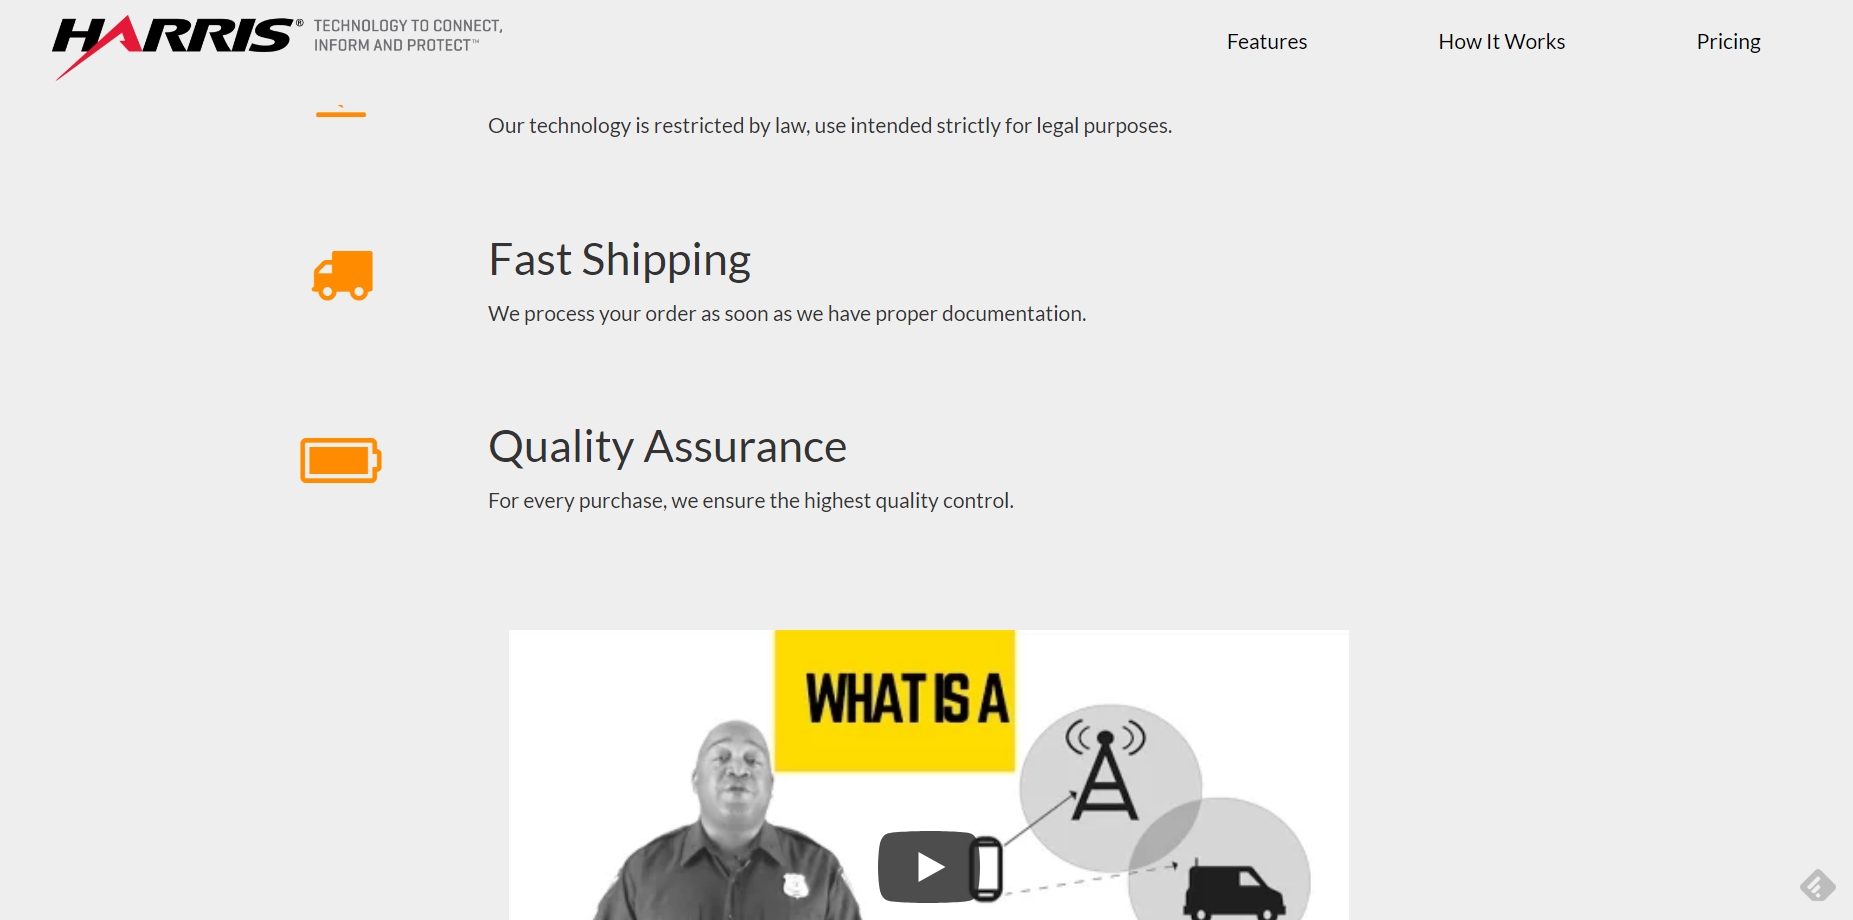 HARRIS®
TECHNOLOGY TO CONNECT,
INFORM AND PROTECT™
Features
How It Works
Pricing
Our technology is restricted by law, use intended strictly for legal purposes.
Fast Shipping
We process your order as soon as we have proper documentation.
Quality Assurance
For every purchase, we ensure the highest quality control.
WHAT IS A